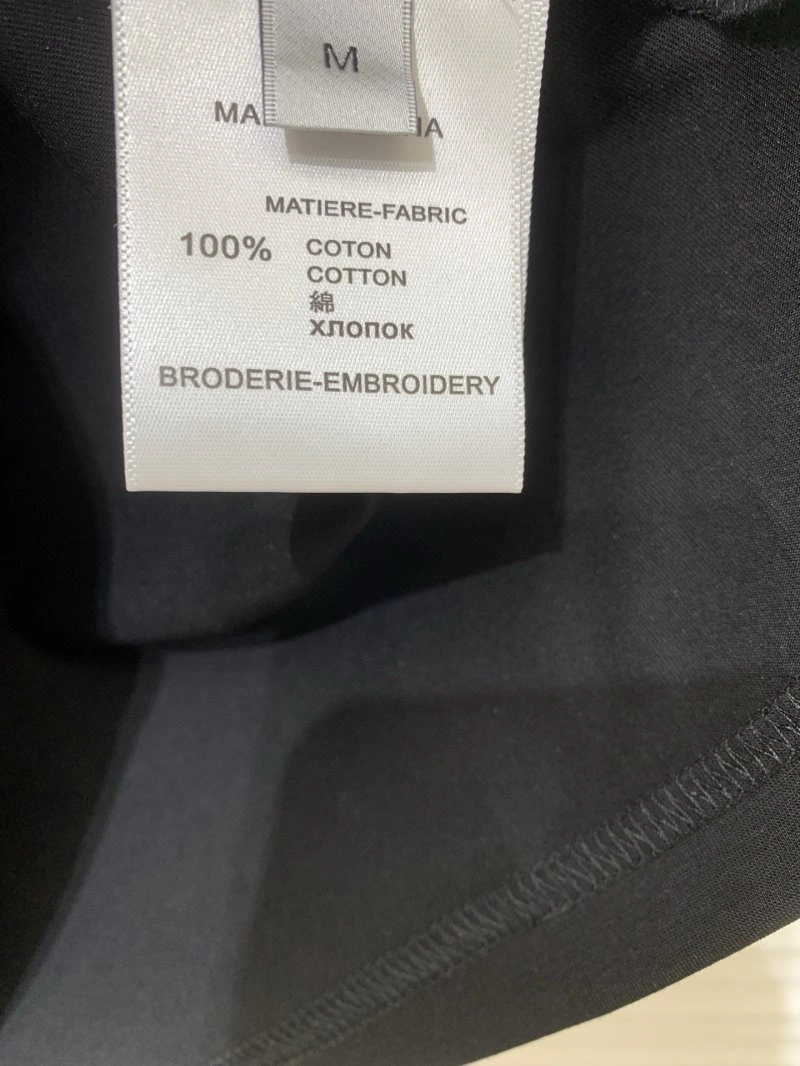 M
MATIERE-FABRIC
100% COTON
COTTON
綿
хлопок
BRODERIE-EMBROIDERY